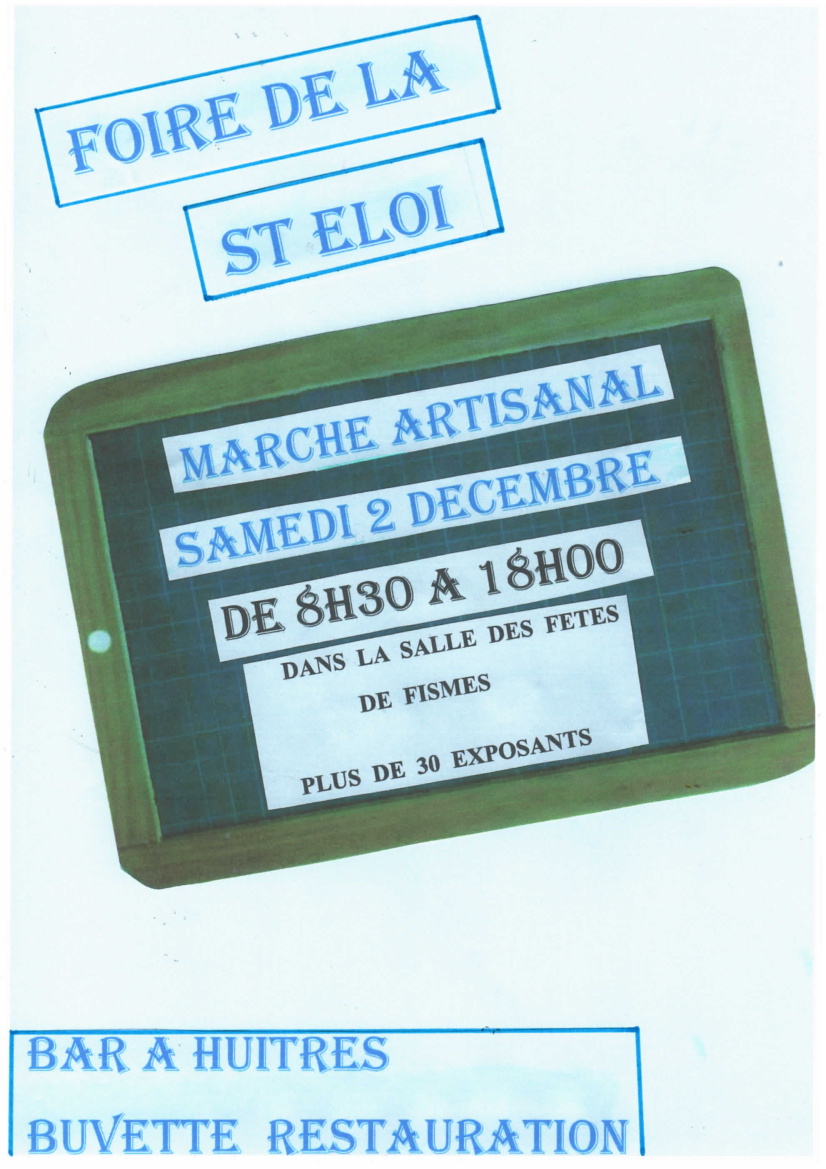 FOIRE DE LA
ST ELOI
MARCHE ARTISANAL
SAMEDI 2 DECEMBRE
DE 8H30 A 18H00
DANS LA SALLE DES FETES
DE FISMES
PLUS DE 30 EXPOSANTS
BAR A HUITRES
BUVETTE RESTAURATION